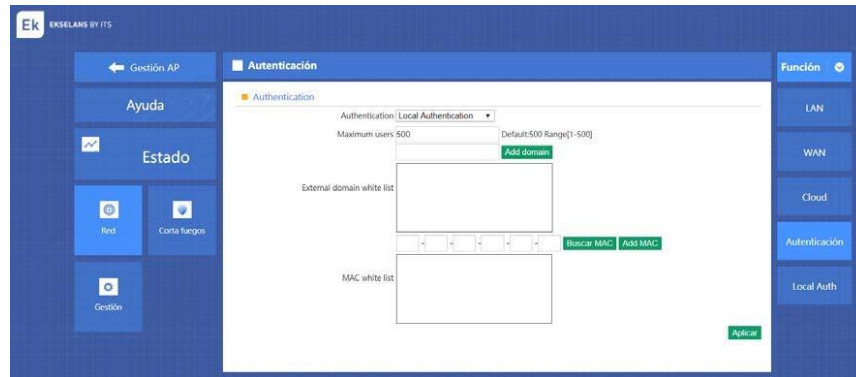 Ek EKSELANS BY ITS
Gestión AP
Ayuda
Estado
Red
Corta fuegos
Gestión
Autenticación
Authentication
Authentication Local Authentication
Maximum users 500 Default:500 Range[1-500]
Add domain
External domain white list
- - - - - Buscar MAC Add MAC
MAC white list
Aplicar
Función
LAN
WAN
Cloud
Autenticación
Local Auth